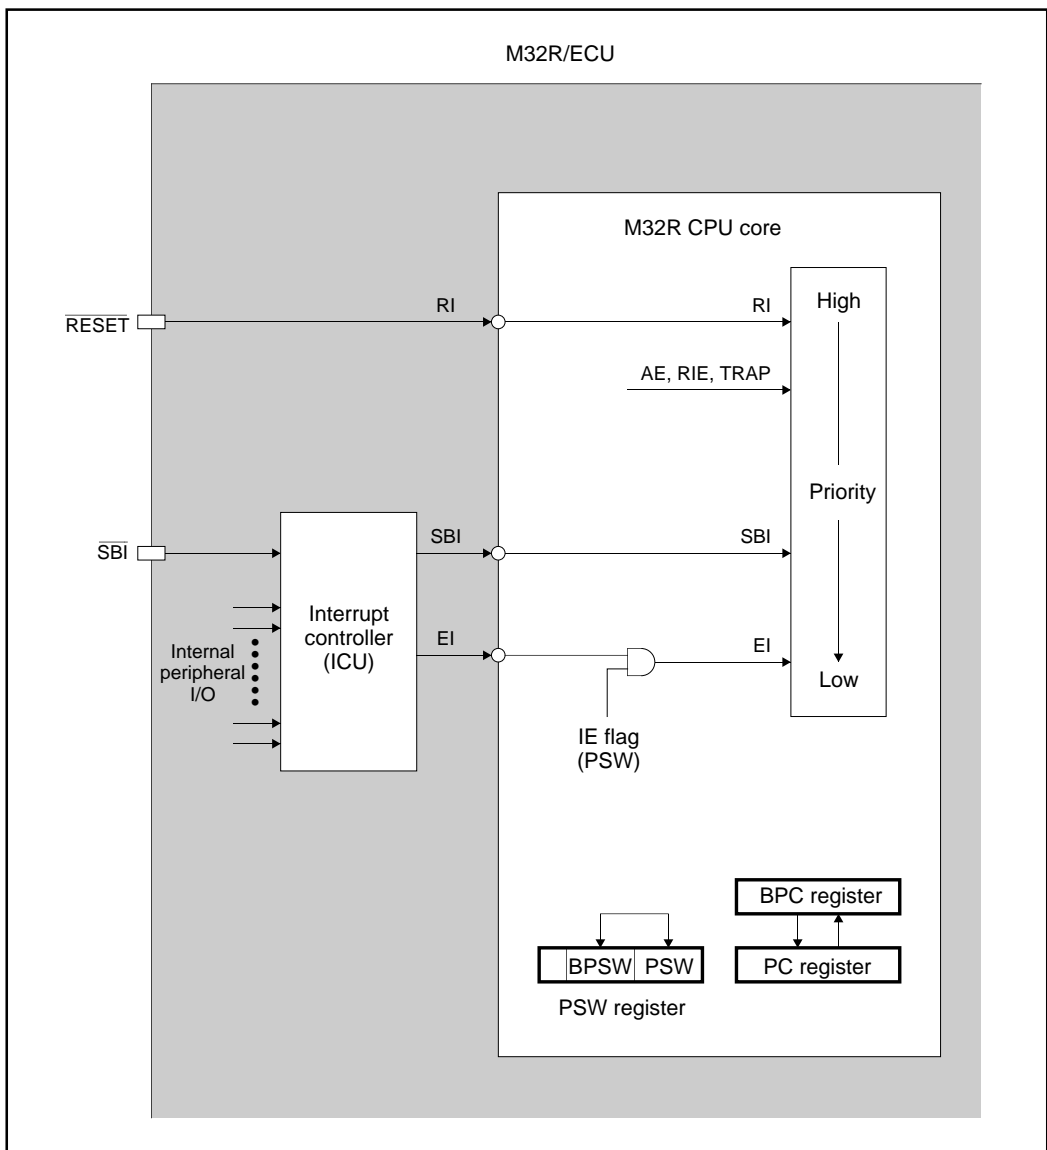 M32R/ECU
M32R CPU core
RESET
RI
RI
High
AE, RIE, TRAP
Priority
SBI
SBI
SBI
Interrupt
controller
(ICU)
Internal
peripheral
I/O
EI
EI
Low
IE flag
(PSW)
BPC register
BPSW
PSW
PC register
PSW register